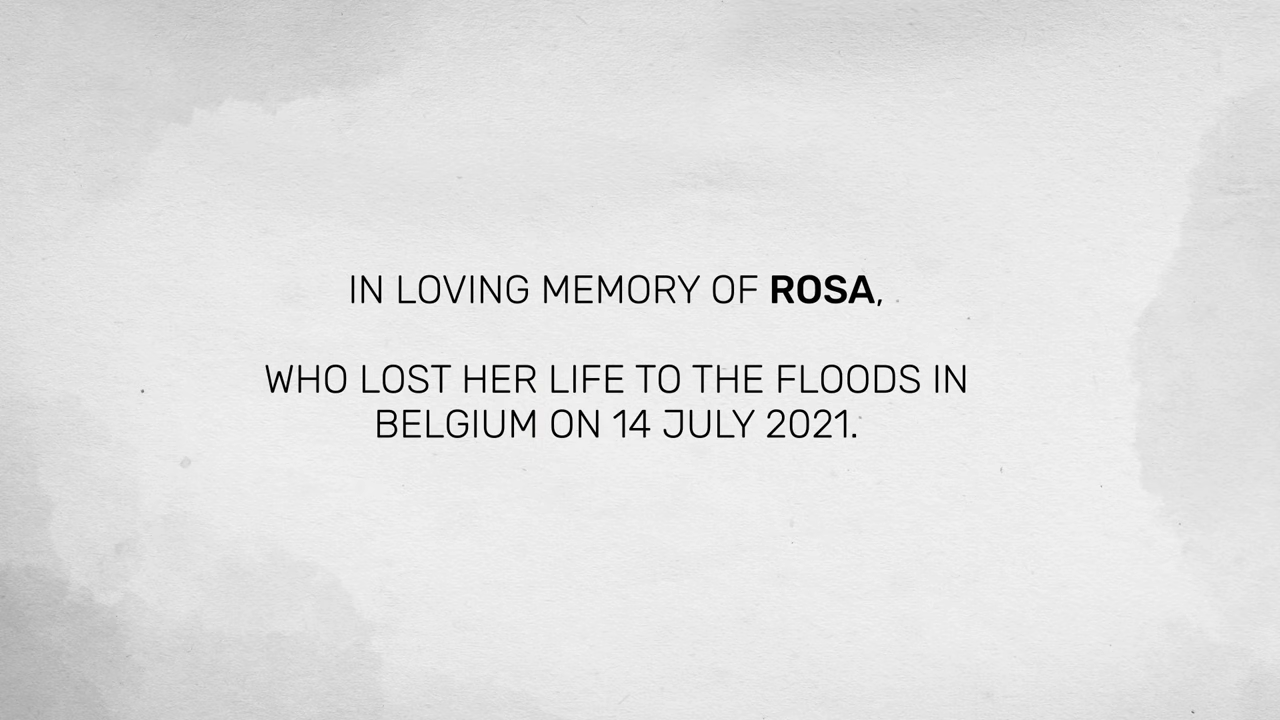 IN LOVING MEMORY OF ROSA,
WHO LOST HER LIFE TO THE FLOODS IN
BELGIUM ON 14 JULY 2021.